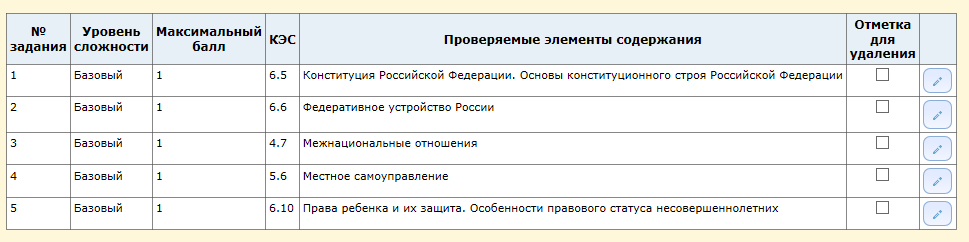 № задания Уровень сложности Максимальный балл КЭС Проверяемые элементы содержания Отметка для удаления
1 Базовый 1 6.5 Конституция Российской Федерации. Основы конституционного строя Российской Федерации
2 Базовый 1 6.6 Федеративное устройство России
3 Базовый 1 4.7 Межнациональные отношения
4 Базовый 1 5.6 Местное самоуправление
5 Базовый 1 6.10 Права ребенка и их защита. Особенности правового статуса несовершеннолетних